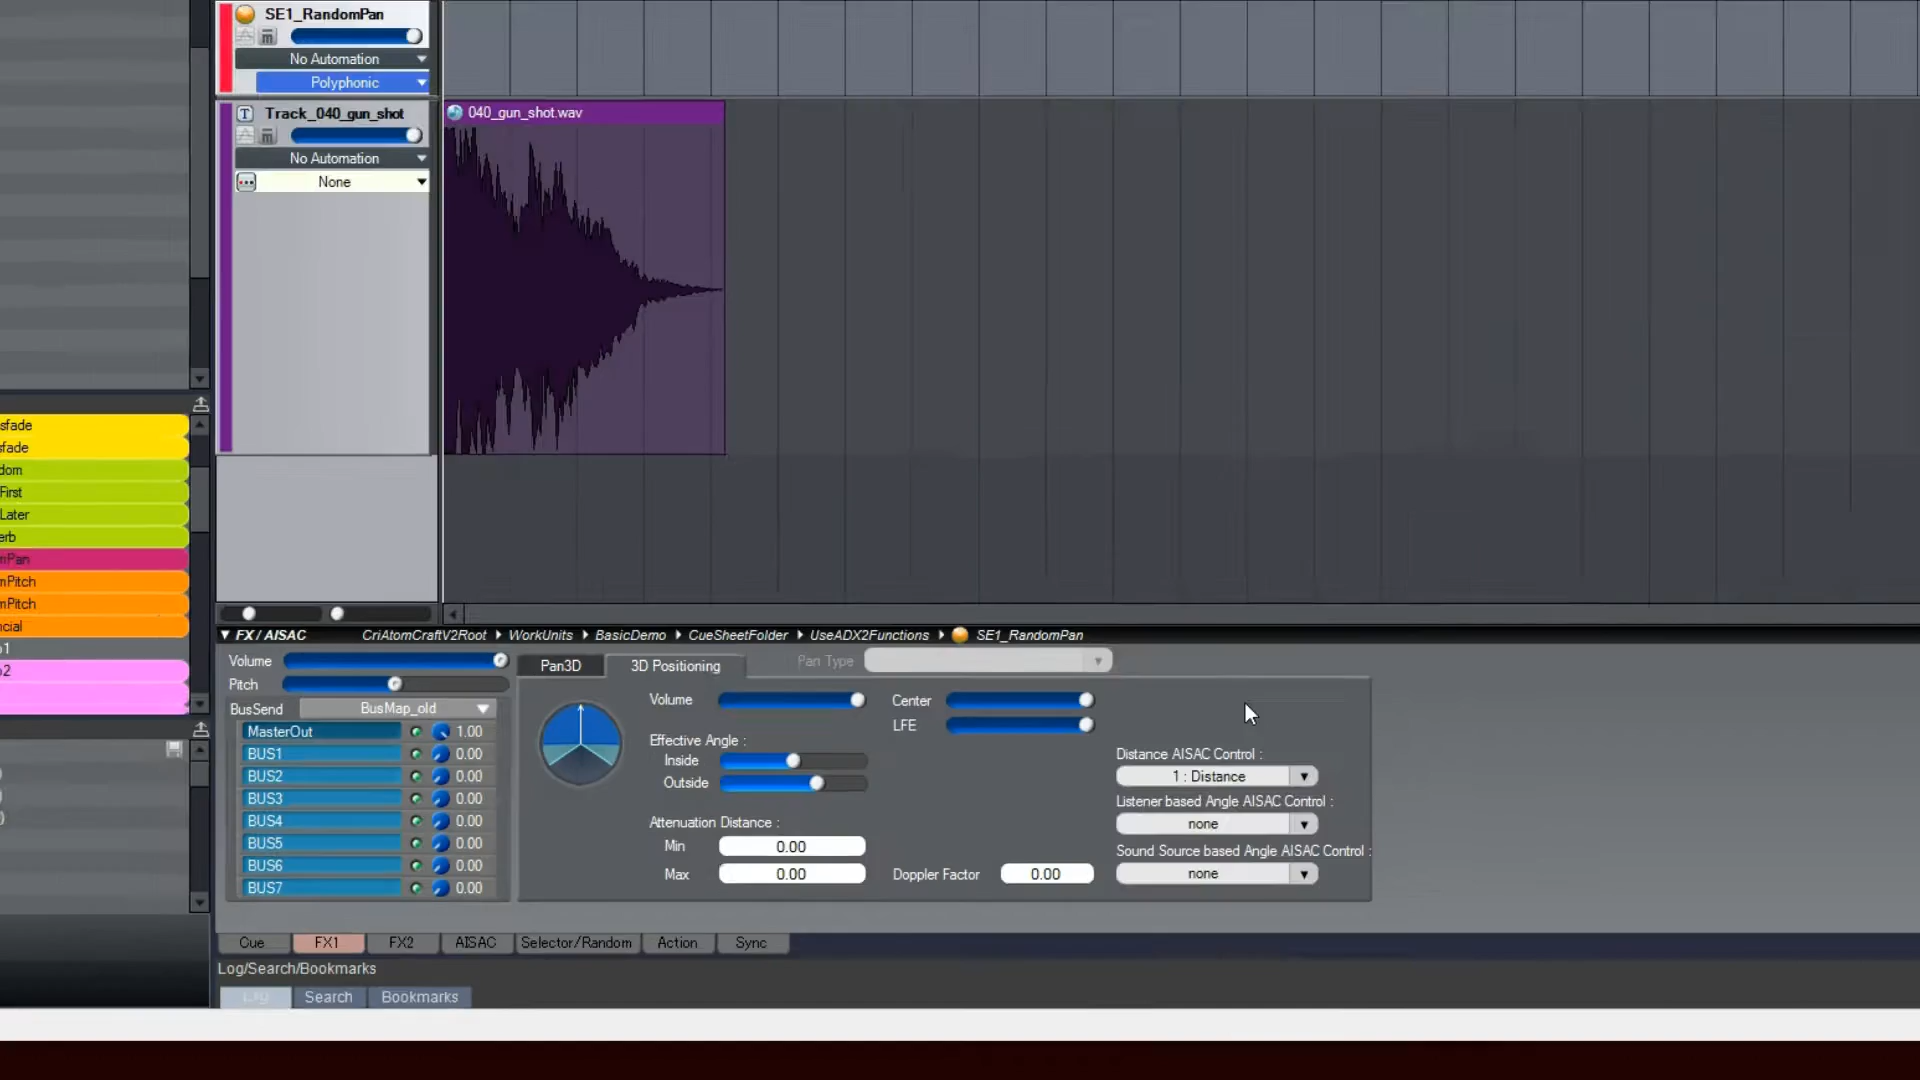 SE1_RandomPan
No Automation
Polyphonic
Track_040_gun_shot
No Automation
None
040_gun_shot.wav
sfade
sfade
dom
First
Later
erb
mPan
mPitch
mPitch
ncial
o1
o2
FX / AISAC
CriAtomCraftV2Root WorkUnits BasicDemo CueSheetFolder UseADX2Functions SE1_RandomPan
Volume
Pitch
BusSend BusMap_old
MasterOut 1.00
BUS1 0.00
BUS2 0.00
BUS3 0.00
BUS4 0.00
BUS5 0.00
BUS6 0.00
BUS7 0.00
Pan3D 3D Positioning Pan Type
Volume
Center
LFE
Effective Angle :
Inside
Outside
Attenuation Distance :
Min 0.00
Max 0.00
Doppler Factor 0.00
Distance AISAC Control :
1 : Distance
Listener based Angle AISAC Control :
none
Sound Source based Angle AISAC Control :
none
Cue FX1 FX2 AISAC Selector/Random Action Sync
Log/Search/Bookmarks
Log Search Bookmarks